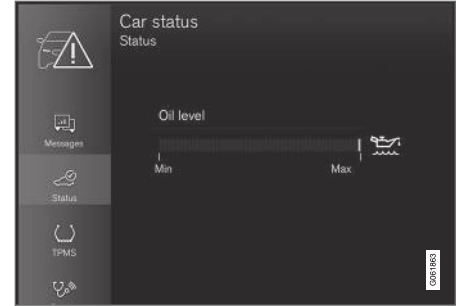 Car status
Status
Messages
Status
TPMS
Oil level
Min
Max
G061863